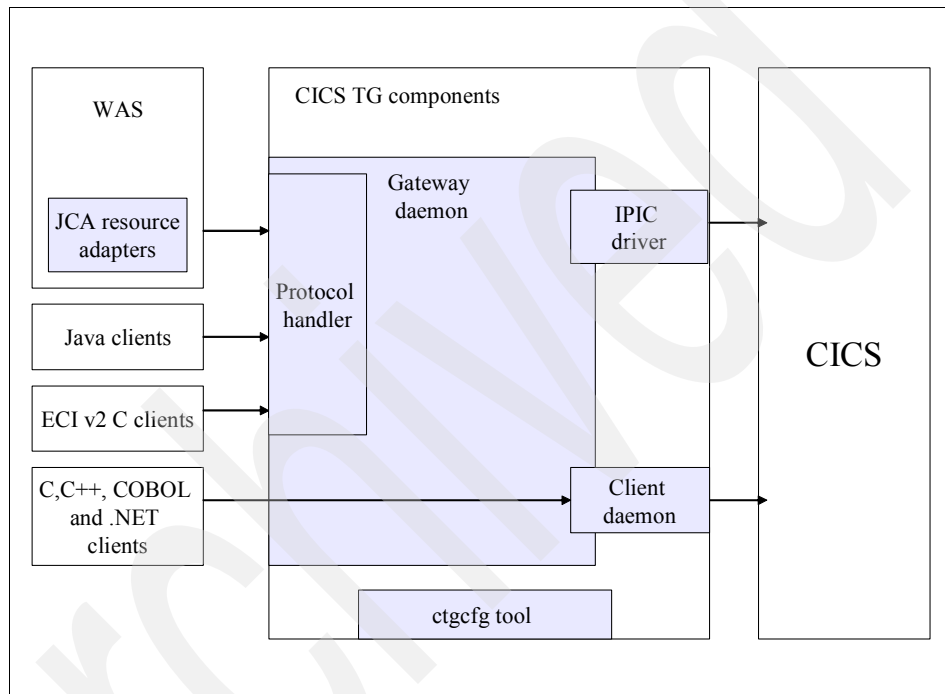 WAS
JCA resource
adapters
Java clients
ECI v2 C clients
C,C++, COBOL
and .NET
clients
CICS TG components
Gateway
daemon
Protocol
handler
IPIC
driver
Client
daemon
ctgcfg tool
CICS
rchived